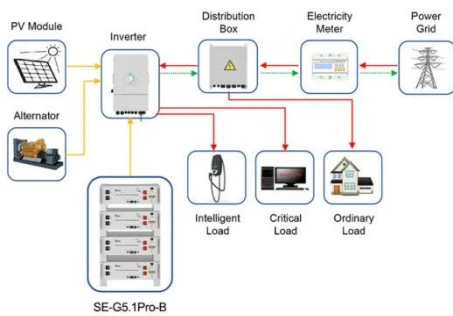 PV Module
Inverter
Distribution
Box
Electricity
Meter
Power
Grid
Alternator
Intelligent
Load
Critical
Load
Ordinary
Load
SE-G5.1Pro-B